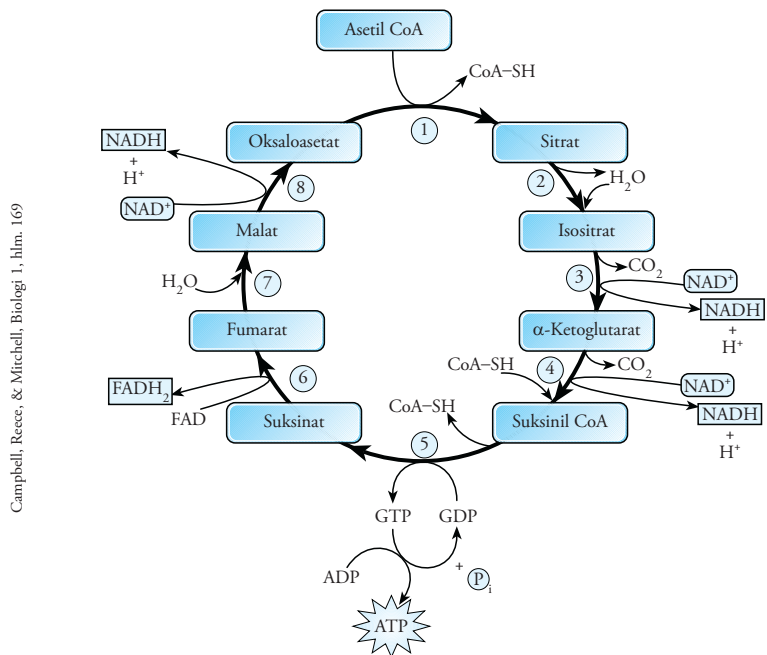 Campbell, Reece, & Mitchell, Biologi 1, hlm. 169
Asetil CoA
CoA–SH
1
Oksaloasetat
Sitrat
NADH
+
H⁺
NAD⁺
8
2
H₂O
Malat
Isositrat
CO₂
3
NAD⁺
NADH
+
H⁺
H₂O
7
Fumarat
α-Ketoglutarat
CoA–SH
4
CO₂
NAD⁺
NADH
+
H⁺
FADH₂
FAD
6
Suksinat
CoA–SH
5
Suksinil CoA
GTP
GDP
ADP
+ Pᵢ
ATP